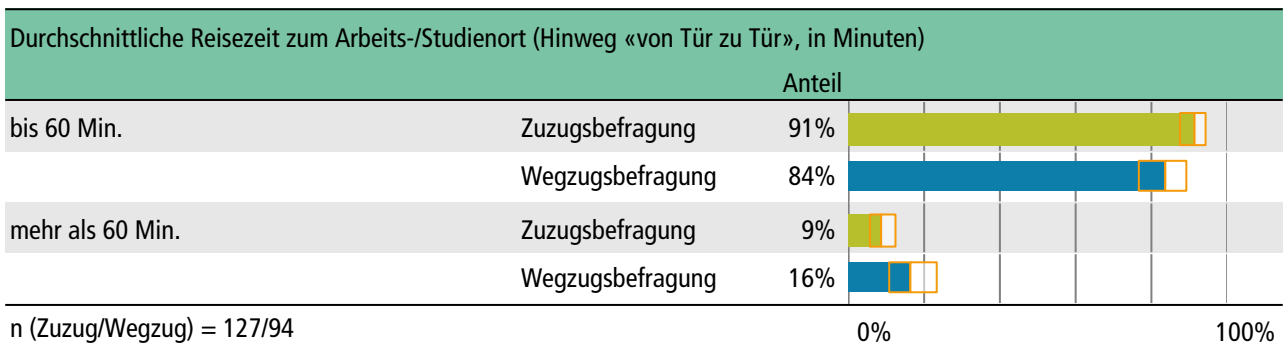 Durchschnittliche Reisezeit zum Arbeits-/Studienort (Hinweg «von Tür zu Tür», in Minuten)
Anteil
bis 60 Min. Zuzugsbefragung 91%
Wegzugsbefragung 84%
mehr als 60 Min. Zuzugsbefragung 9%
Wegzugsbefragung 16%
n (Zuzug/Wegzug) = 127/94 0% 100%